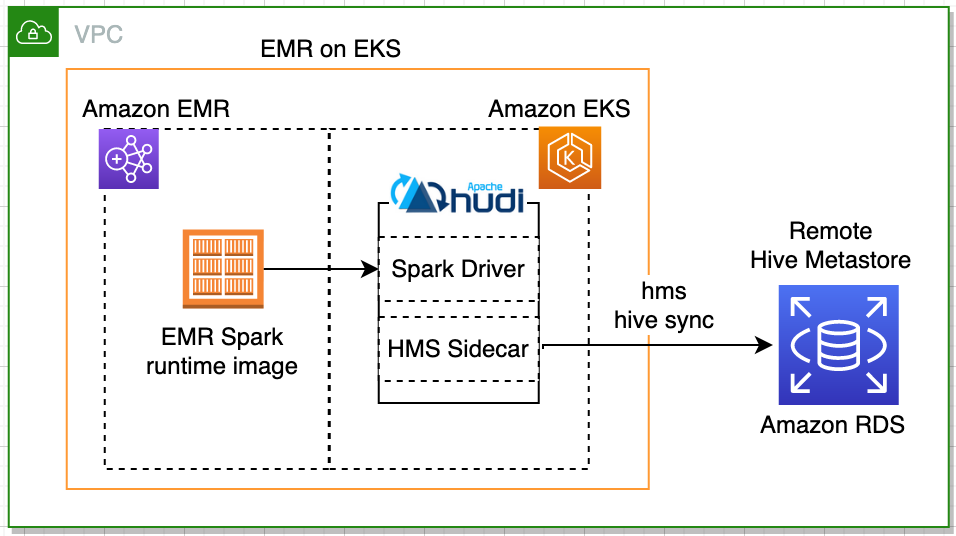 VPC
EMR on EKS
Amazon EMR
Amazon EKS
K
Apache
hudi
Spark Driver
HMS Sidecar
EMR Spark
runtime image
hms
hive sync
Remote
Hive Metastore
Amazon RDS